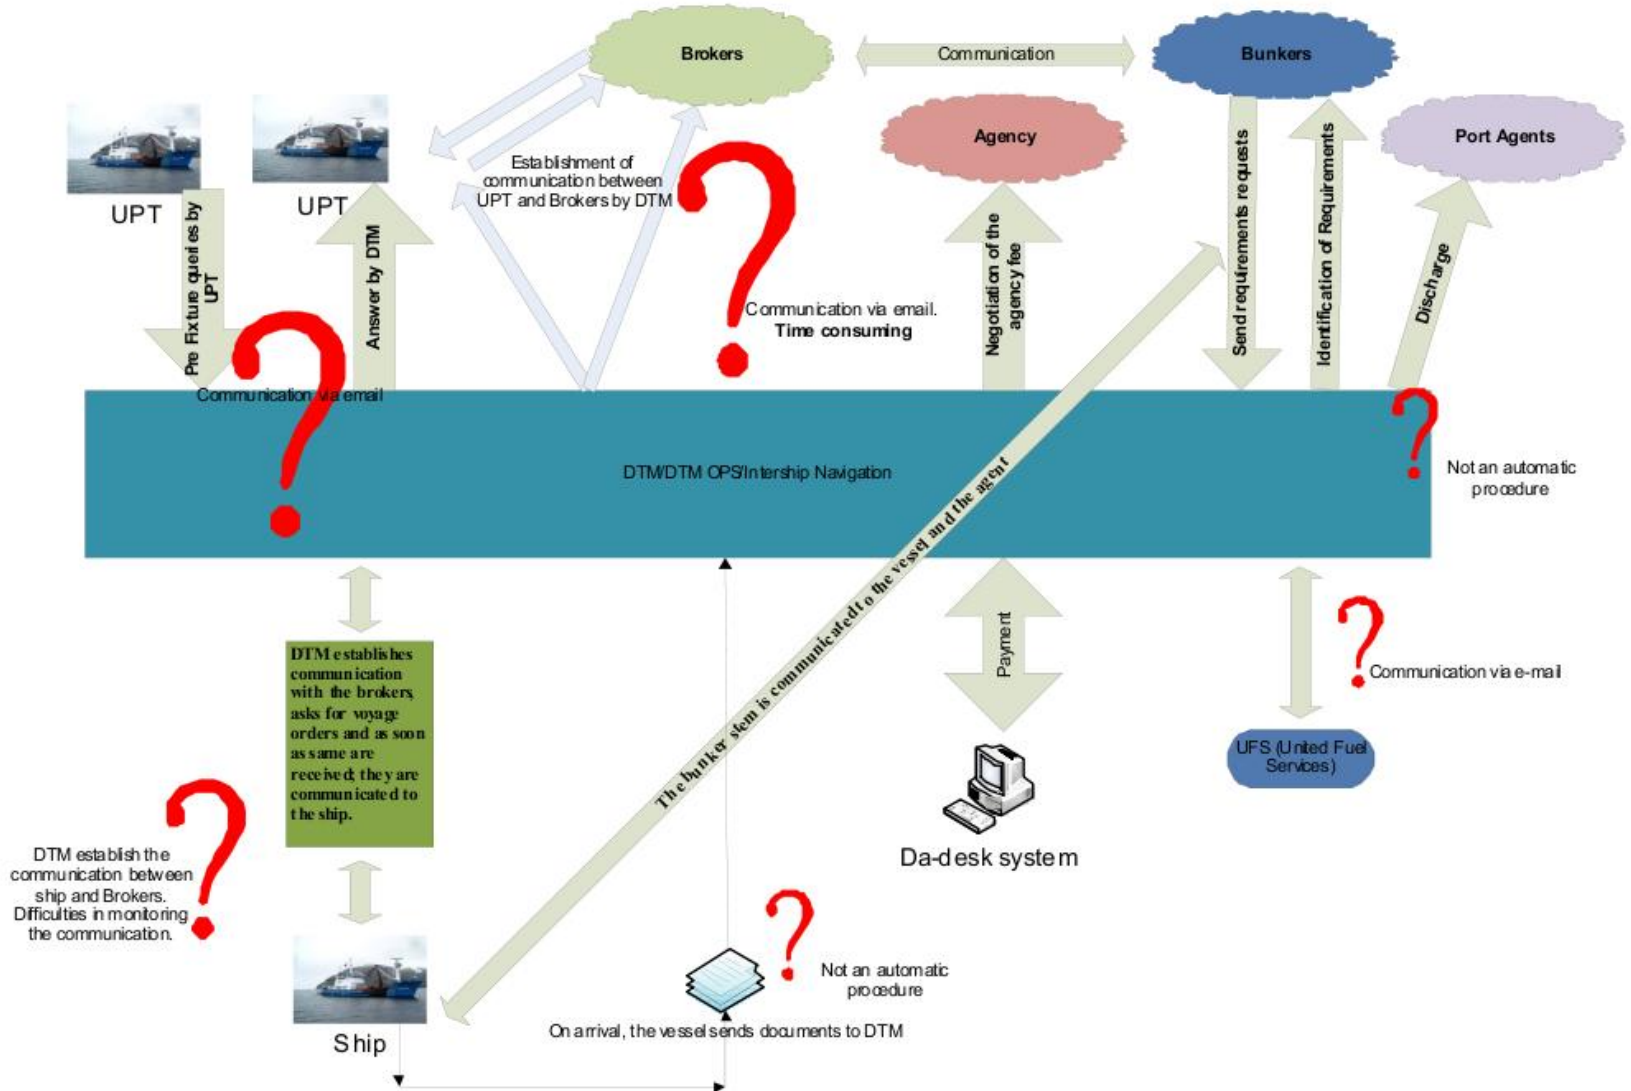 Brokers
Communication
Bunkers
Agency
Port Agents
UPT
UPT
Establishment of
communication between
UPT and Brokers by DTM
Pre Fixture queries by
UPT
Answer by DTM
Communication via email.
Time consuming
Negotiation of the
agency fee
Send requirements requests
Identification of Requirements
Discharge
Communication via email
DTM/DTM OPS/Intership Navigation
Not an automatic
procedure
The bunker stem is communicated to the vessel and the agent
DTM establishes
communication
with the brokers,
asks for voyage
orders and as soon
as same are
received; they are
communicated to
the ship.
Payment
Communication via e-mail
UFS (United Fuel
Services)
Da-desk system
DTM establish the
communication between
ship and Brokers.
Difficulties in monitoring
the communication.
Ship
Not an automatic
procedure
On arrival, the vessel sends documents to DTM